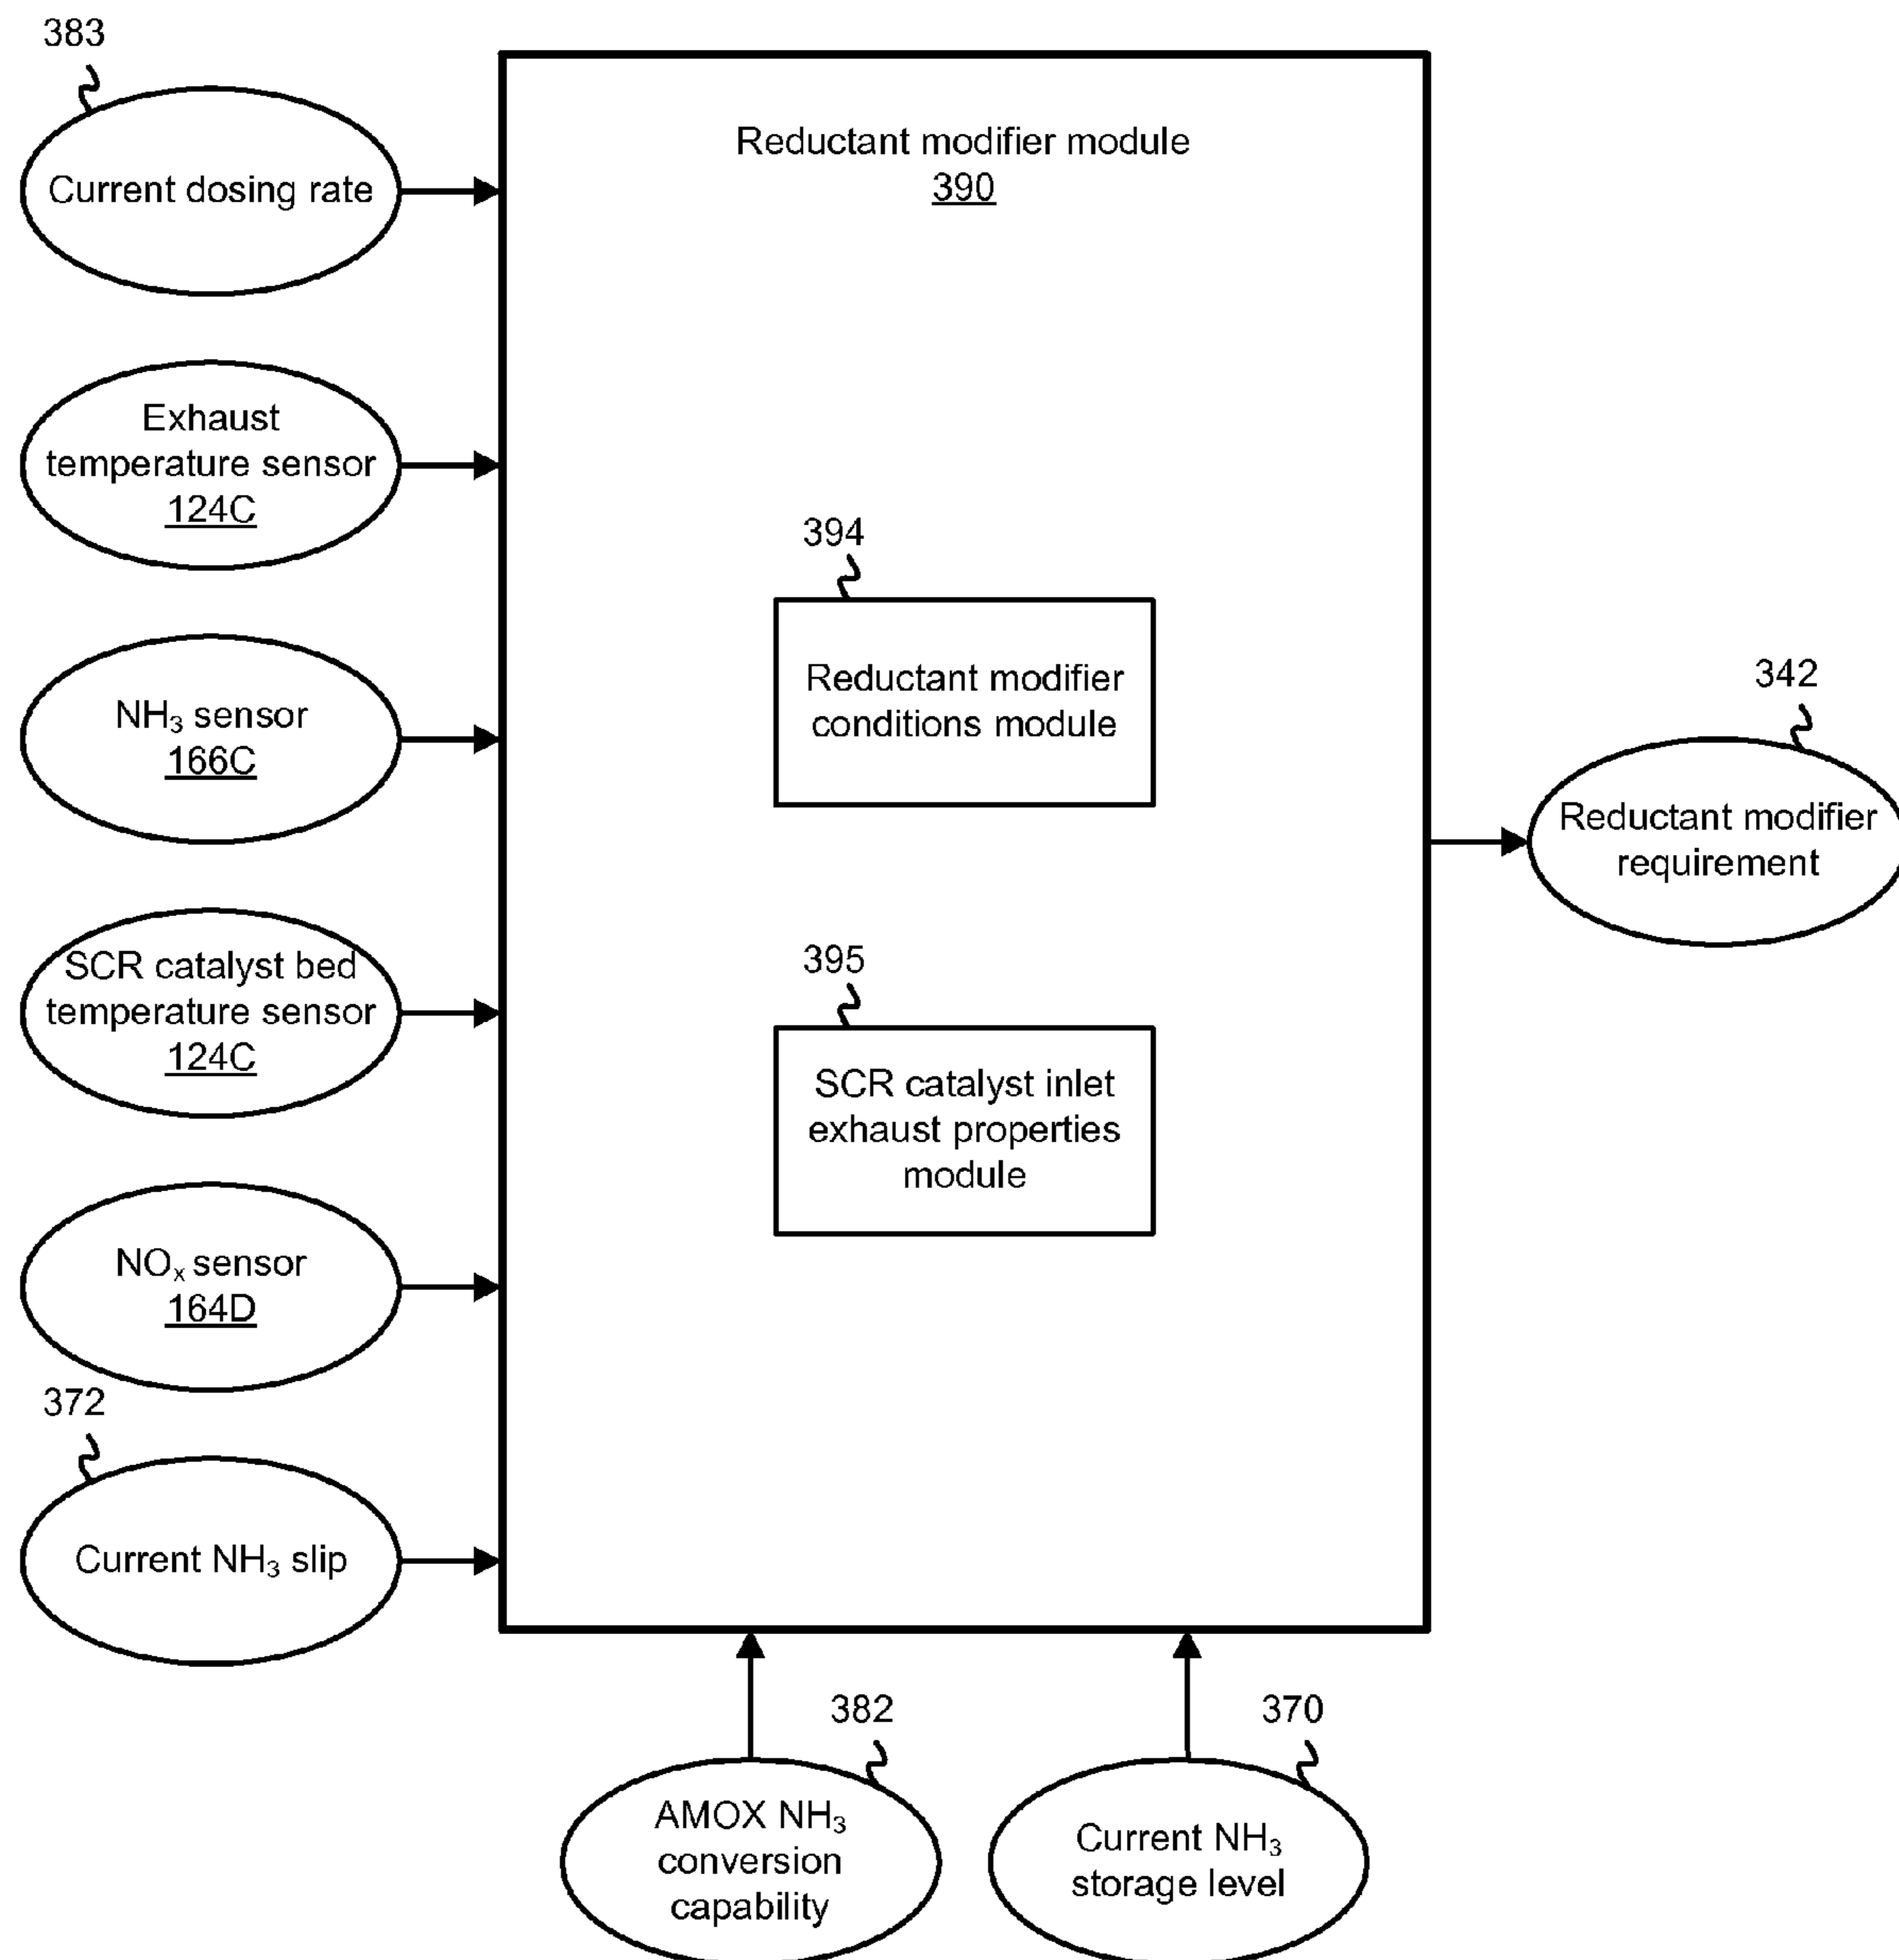 383
Current dosing rate
Exhaust
temperature sensor
124C
NH₃ sensor
166C
SCR catalyst bed
temperature sensor
124C
NOₓ sensor
164D
372
Current NH₃ slip
Reductant modifier module
390
394
Reductant modifier
conditions module
395
SCR catalyst inlet
exhaust properties
module
342
Reductant modifier
requirement
382
AMOX NH₃
conversion
capability
370
Current NH₃
storage level